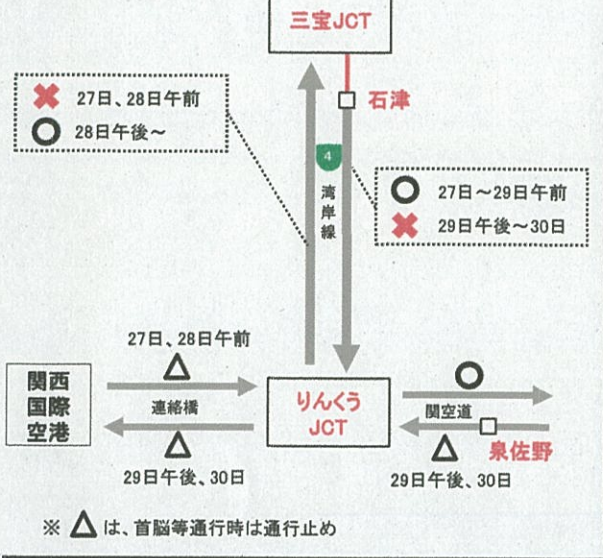 三宝JCT
石津
✖ 27日、28日午前
○ 28日午後～
4
湾岸線
○ 27日～29日午前
✖ 29日午後～30日
27日、28日午前
△
関西
国際
空港
連絡橋
△
29日午後、30日
りんくう
JCT
○
関空道
泉佐野
△
29日午後、30日
※ △ は、首脳等通行時は通行止め